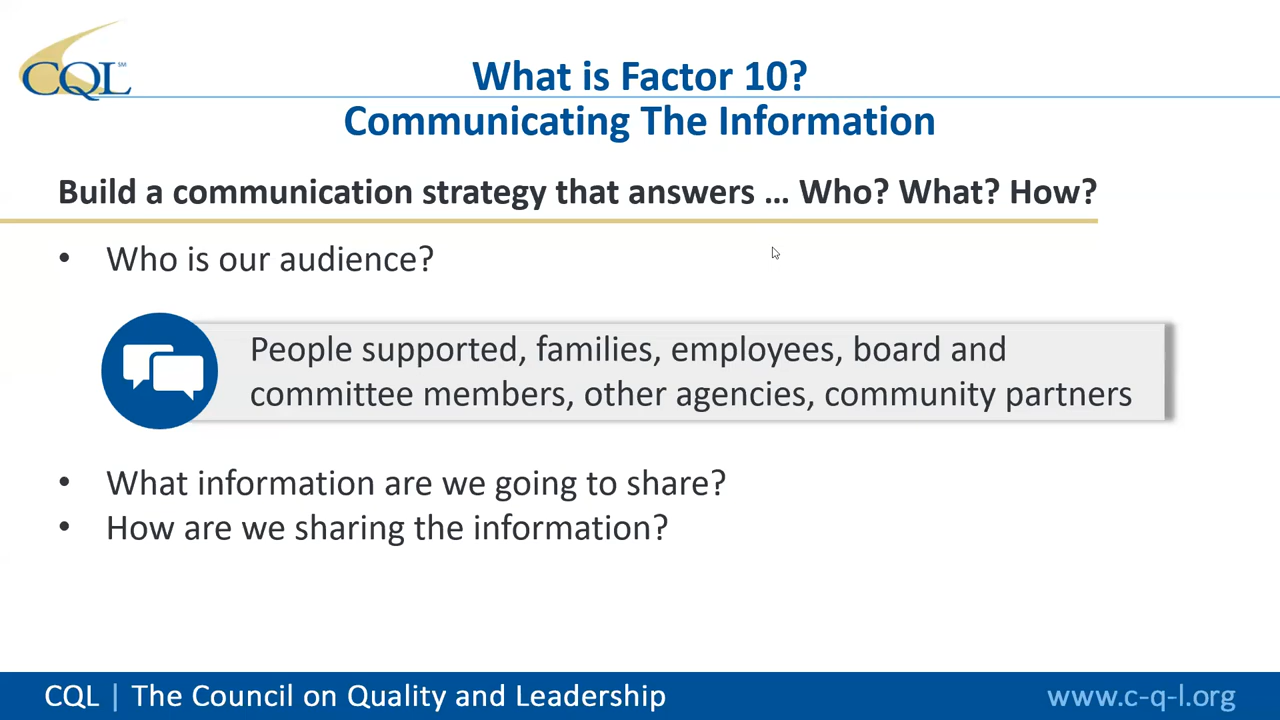 CQL SM
What is Factor 10?
Communicating The Information
Build a communication strategy that answers … Who? What? How?
• Who is our audience?
People supported, families, employees, board and
committee members, other agencies, community partners
• What information are we going to share?
• How are we sharing the information?
CQL | The Council on Quality and Leadership
www.c-q-l.org